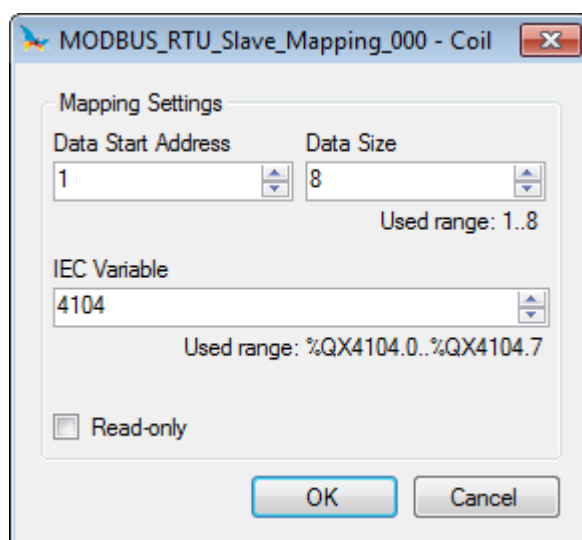 MODBUS_RTU_Slave_Mapping_000 - Coil
Mapping Settings
Data Start Address Data Size
1 8
Used range: 1..8
IEC Variable
4104
Used range: %QX4104.0..%QX4104.7
Read-only
OK Cancel